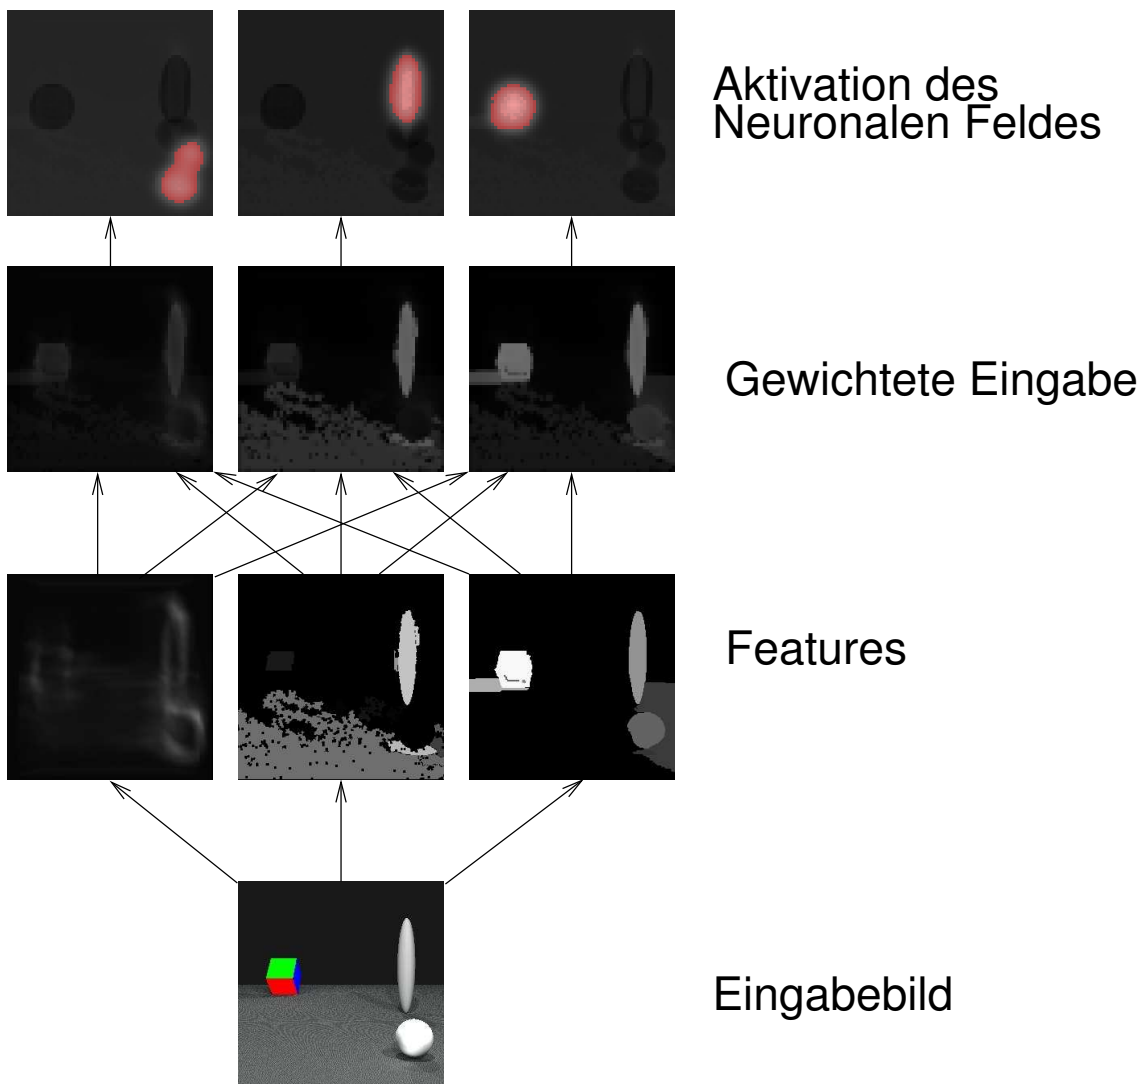 Aktivation des
Neuronalen Feldes
Gewichtete Eingabe
Features
Eingabebild